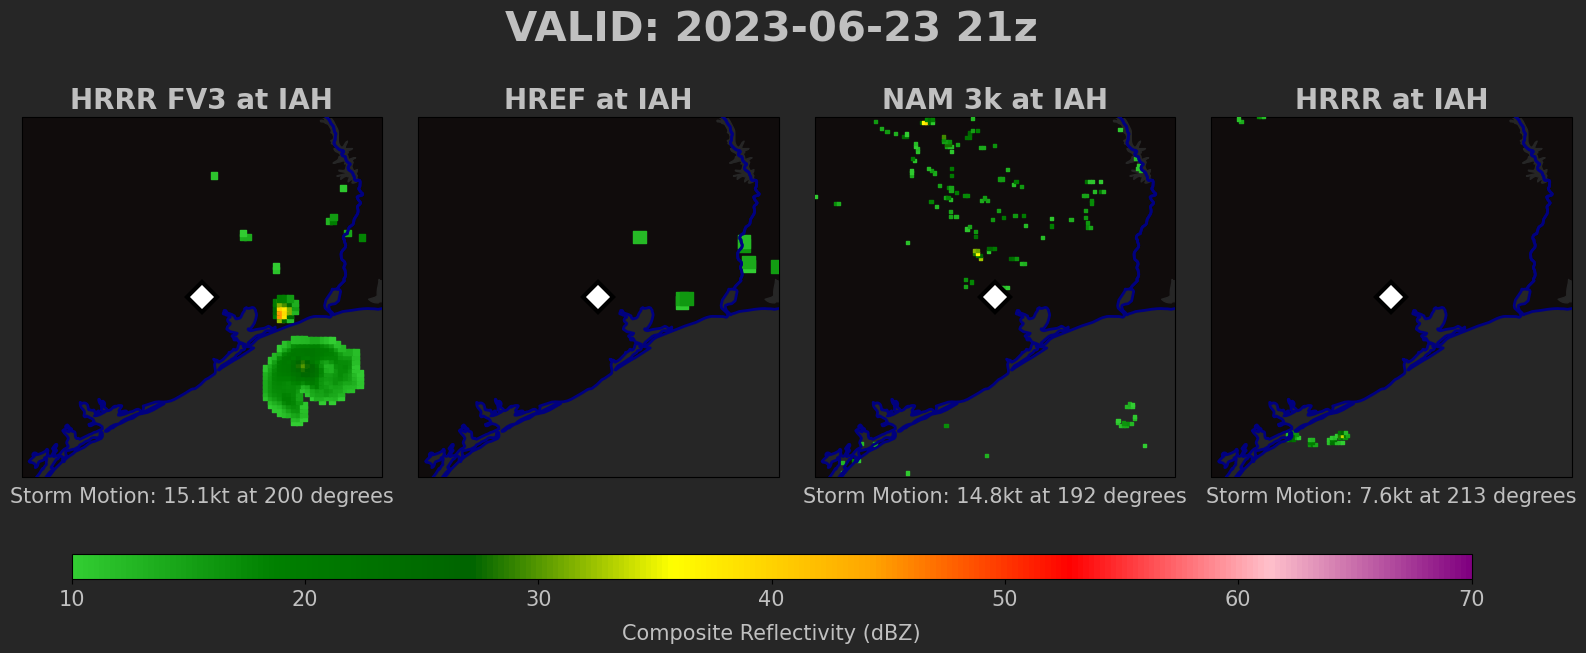 VALID: 2023-06-23 21z
HRRR FV3 at IAH
HREF at IAH
NAM 3k at IAH
HRRR at IAH
Storm Motion: 15.1kt at 200 degrees
Storm Motion: 14.8kt at 192 degrees
Storm Motion: 7.6kt at 213 degrees
10 20 30 40 50 60 70
Composite Reflectivity (dBZ)